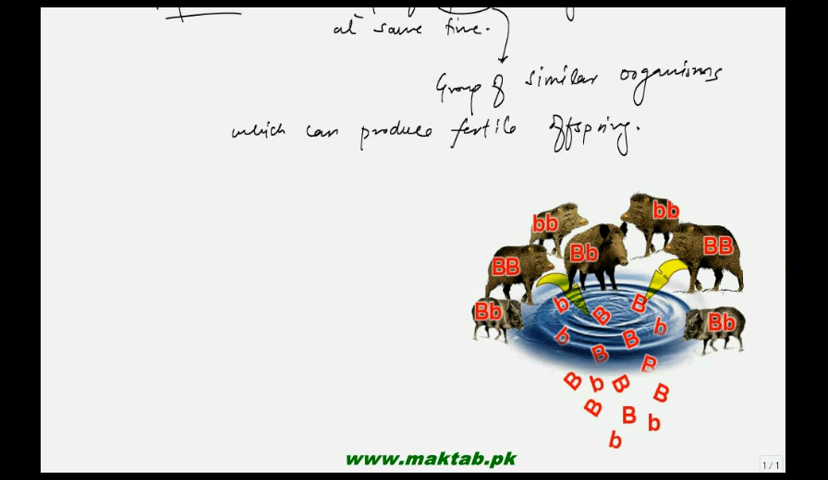 at same time.
Group of similar organisms
which can produce fertile offspring.
bb
bb
Bb
BB
BB
Bb
Bb
b
B
B
b
b
B
B
B
B
b
B
B
B
B
b
b
www.maktab.pk
1/1